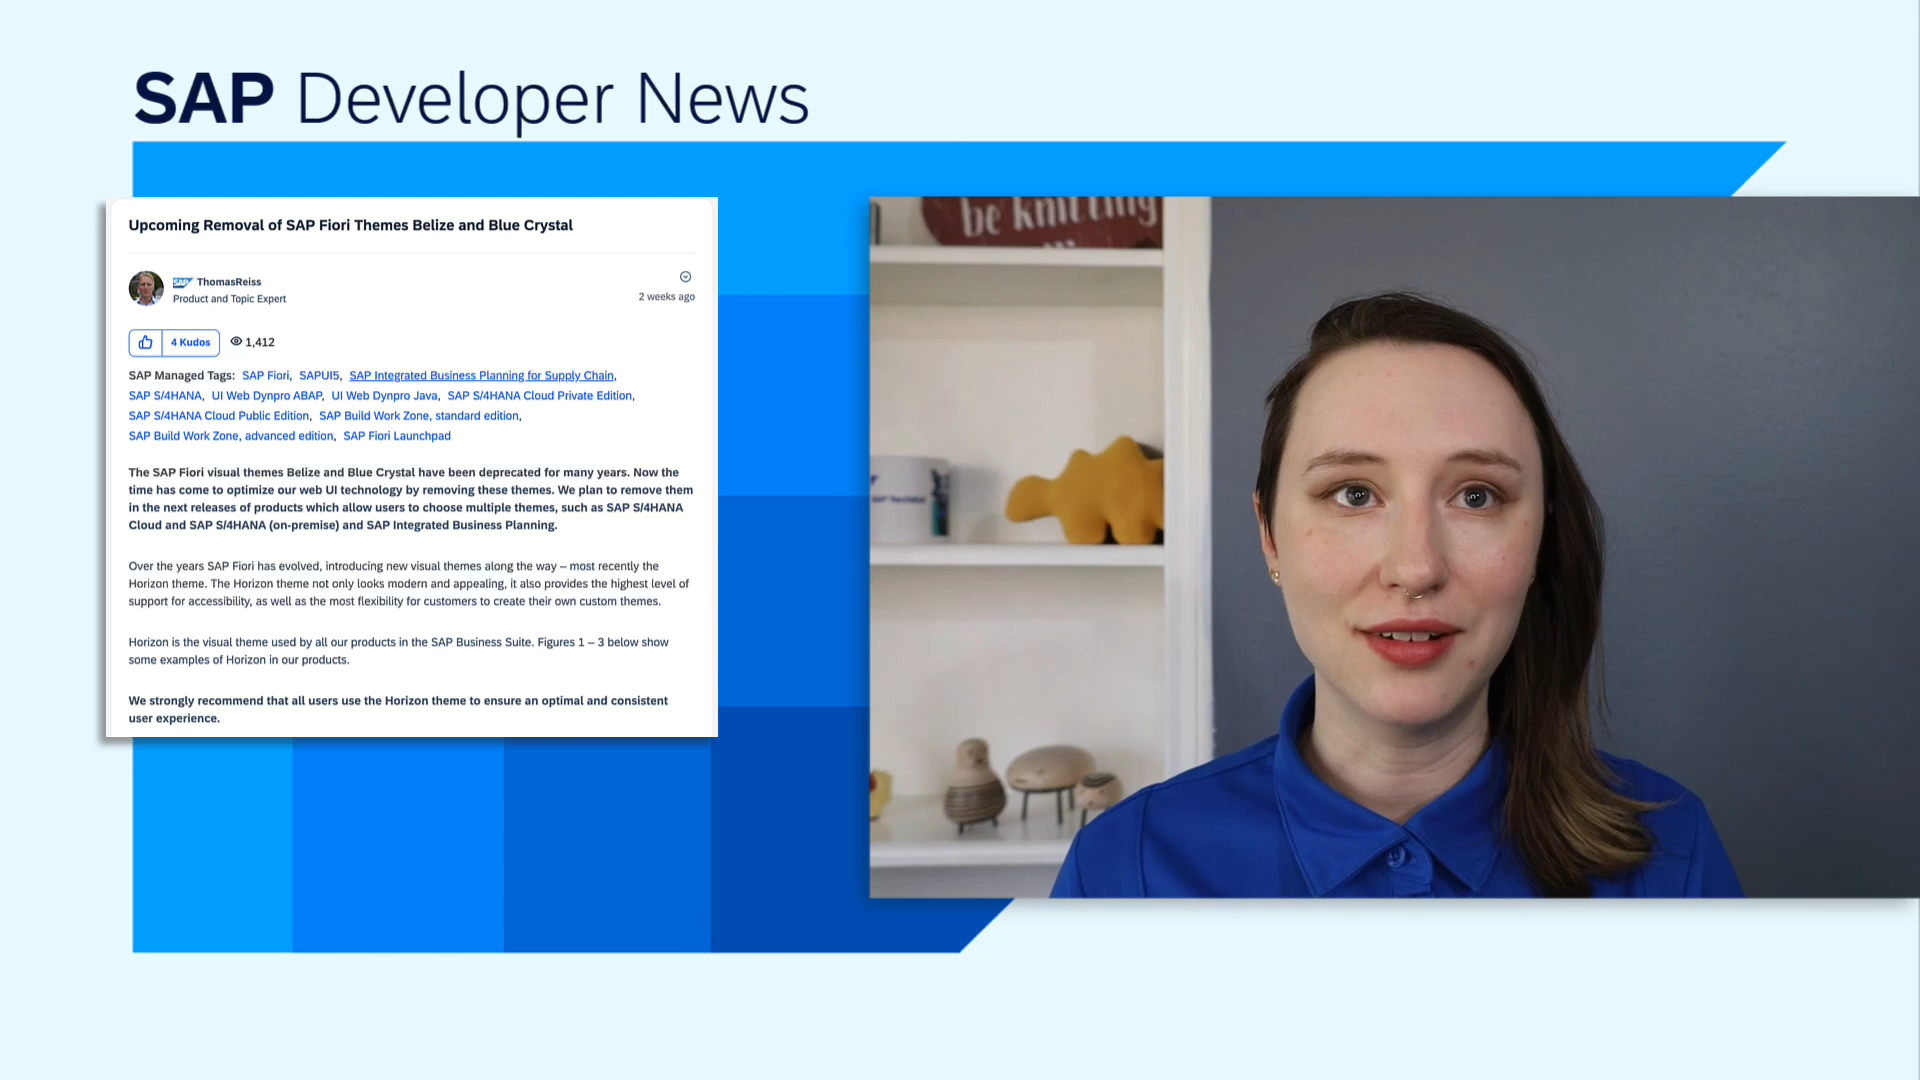 SAP Developer News
Upcoming Removal of SAP Fiori Themes Belize and Blue Crystal
SAP ThomasReiss
Product and Topic Expert
2 weeks ago
4 Kudos 1,412
SAP Managed Tags: SAP Fiori, SAPUI5, SAP Integrated Business Planning for Supply Chain,
SAP S/4HANA, UI Web Dynpro ABAP, UI Web Dynpro Java, SAP S/4HANA Cloud Private Edition,
SAP S/4HANA Cloud Public Edition, SAP Build Work Zone, standard edition,
SAP Build Work Zone, advanced edition, SAP Fiori Launchpad
The SAP Fiori visual themes Belize and Blue Crystal have been deprecated for many years. Now the
time has come to optimize our web UI technology by removing these themes. We plan to remove them
in the next releases of products which allow users to choose multiple themes, such as SAP S/4HANA
Cloud and SAP S/4HANA (on-premise) and SAP Integrated Business Planning.
Over the years SAP Fiori has evolved, introducing new visual themes along the way – most recently the
Horizon theme. The Horizon theme not only looks modern and appealing, it also provides the highest level of
support for accessibility, as well as the most flexibility for customers to create their own custom themes.
Horizon is the visual theme used by all our products in the SAP Business Suite. Figures 1 – 3 below show
some examples of Horizon in our products.
We strongly recommend that all users use the Horizon theme to ensure an optimal and consistent
user experience.
be knitting